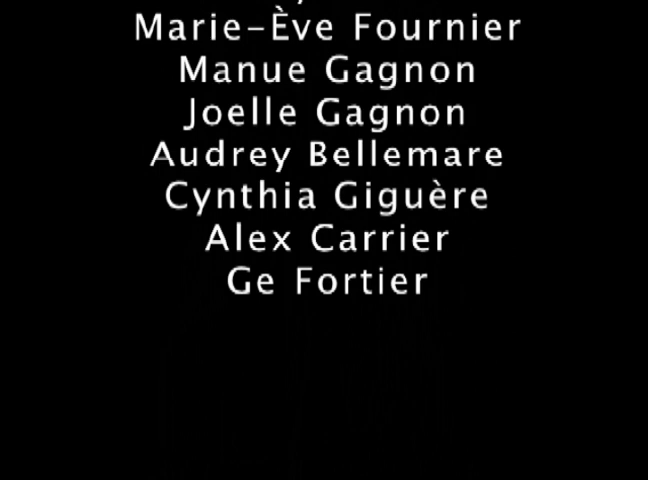 Marie-Ève Fournier
Manue Gagnon
Joelle Gagnon
Audrey Bellemare
Cynthia Giguère
Alex Carrier
Ge Fortier